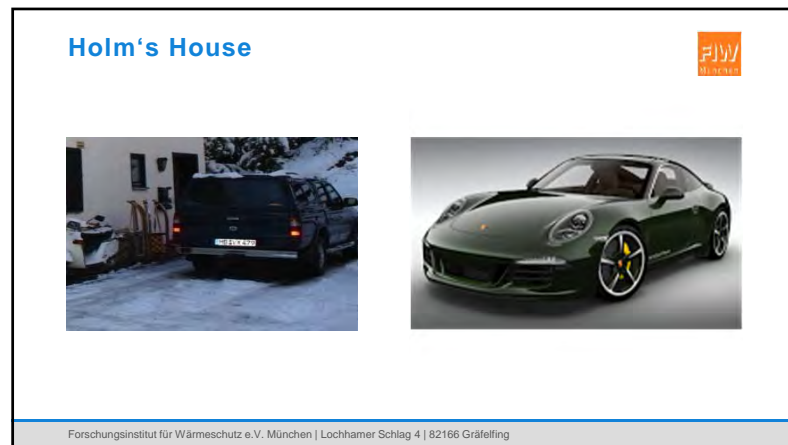 Holm‘s House
FIW
München
Forschungsinstitut für Wärmeschutz e.V. München | Lochhamer Schlag 4 | 82166 Gräfelfing